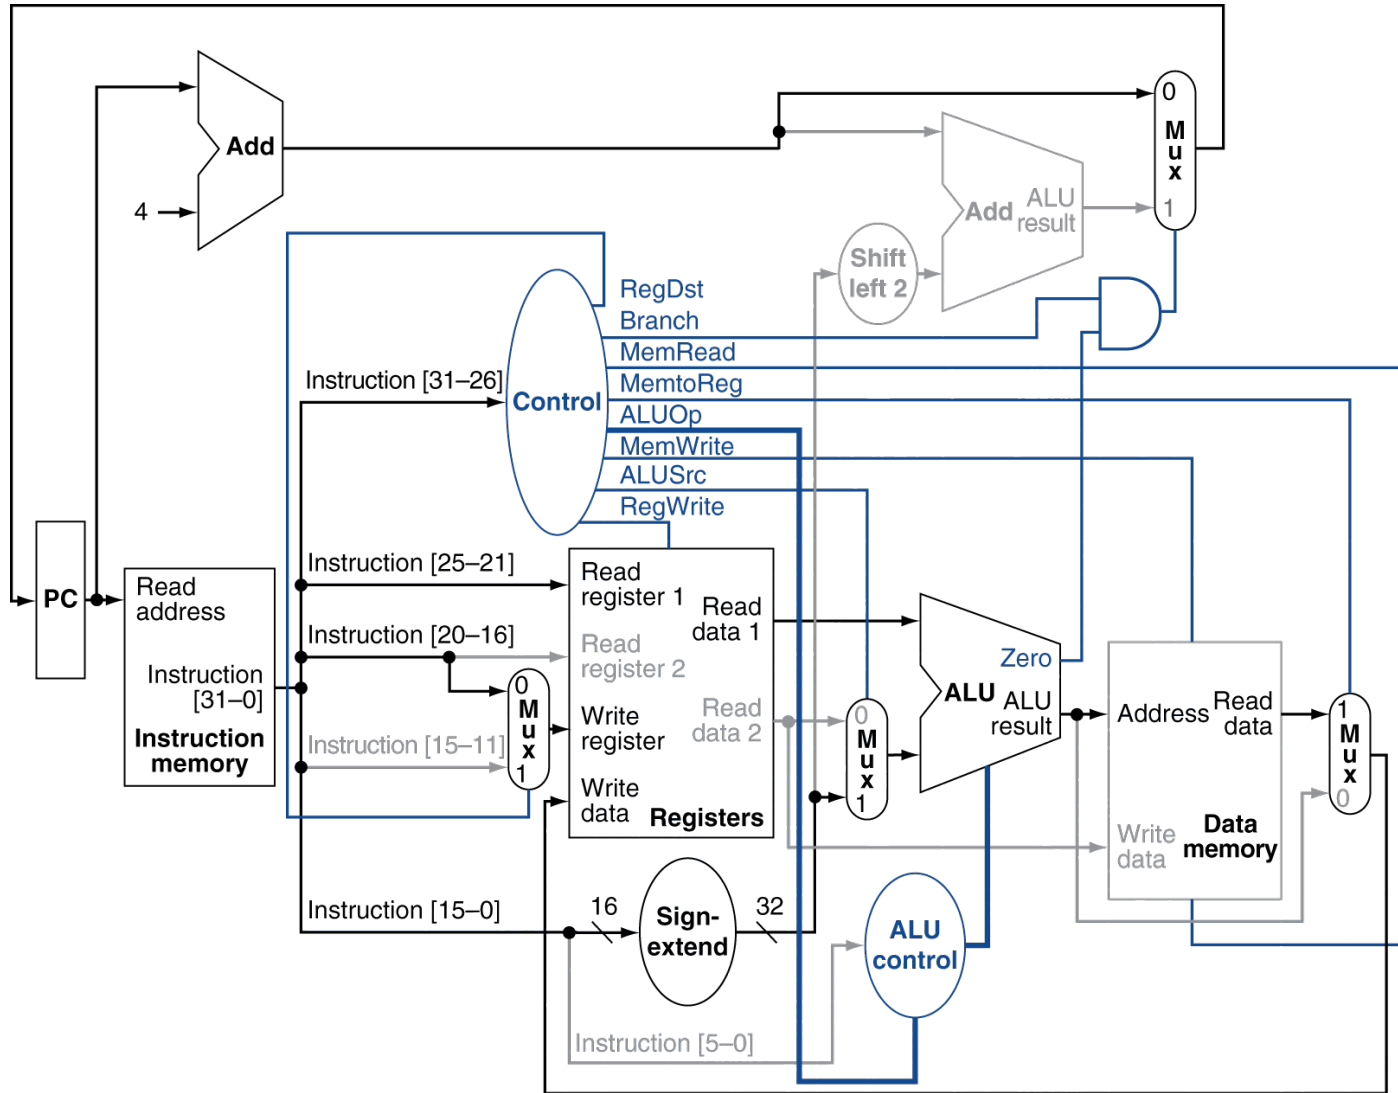 0
M
u
x
1
Add
4
Add
ALU
result
Shift
left 2
RegDst
Branch
MemRead
MemtoReg
ALUOp
MemWrite
ALUSrc
RegWrite
Instruction [31–26]
Control
PC
Read
address
Instruction
[31–0]
Instruction
memory
Instruction [25–21]
Instruction [20–16]
Instruction [15–11]
0
M
u
x
1
Read
register 1
Read
register 2
Write
register
Write
data
Read
data 1
Read
data 2
Registers
0
M
u
x
1
Zero
ALU
ALU
result
Address
Read
data
Write
data
Data
memory
1
M
u
x
0
Instruction [15–0]
16
Sign-
extend
32
ALU
control
Instruction [5–0]